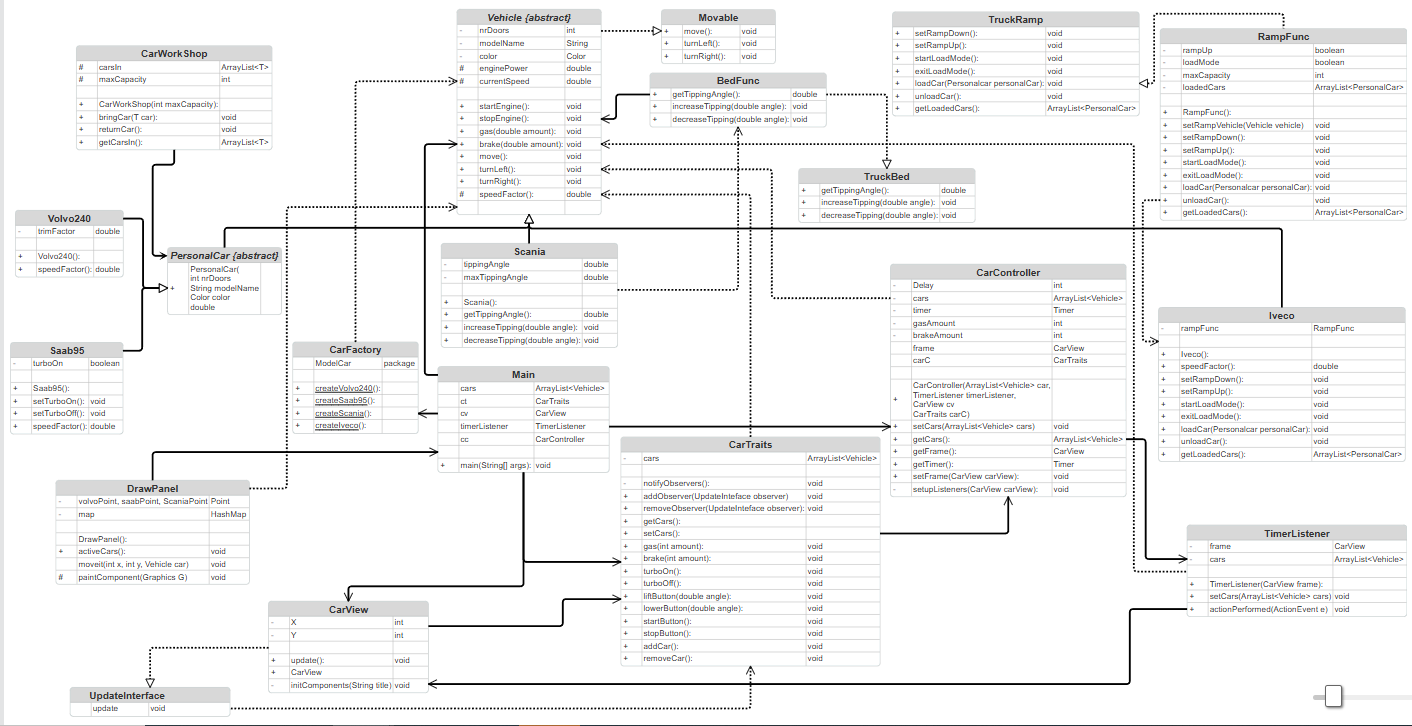 Vehicle {abstract}
- nrDoors int
- modelName String
- color Color
# enginePower double
# currentSpeed double
+ startEngine(): void
+ stopEngine(): void
+ gas(double amount): void
+ brake(double amount): void
+ move(): void
+ turnLeft(): void
+ turnRight(): void
# speedFactor(): double
Movable
+ move(): void
+ turnLeft(): void
+ turnRight(): void
TruckRamp
+ setRampDown(): void
+ setRampUp(): void
+ startLoadMode(): void
+ exitLoadMode(): void
+ loadCar(Personalcar personalCar): void
+ unloadCar(): void
+ getLoadedCars(): ArrayList<PersonalCar>
RampFunc
- rampUp boolean
- loadMode boolean
- maxCapacity int
- loadedCars ArrayList<PersonalCar>
+ RampFunc():
+ setRampVehicle(Vehicle vehicle) void
+ setRampDown(): void
+ setRampUp(): void
+ startLoadMode(): void
+ exitLoadMode(): void
+ loadCar(Personalcar personalCar): void
+ unloadCar(): void
+ getLoadedCars(): ArrayList<PersonalCar>
CarWorkShop
# carsIn ArrayList<T>
# maxCapacity int
+ CarWorkShop(int maxCapacity):
+ bringCar(T car): void
+ returnCar(): void
+ getCarsIn(): ArrayList<T>
BedFunc
+ getTippingAngle(): double
+ increaseTipping(double angle): void
+ decreaseTipping(double angle): void
TruckBed
+ getTippingAngle(): double
+ increaseTipping(double angle): void
+ decreaseTipping(double angle): void
Volvo240
- trimFactor double
+ Volvo240():
+ speedFactor(): double
PersonalCar {abstract}
PersonalCar(
int nrDoors
+ String modelName
Color color
double
Scania
- tippingAngle double
- maxTippingAngle double
+ Scania():
+ getTippingAngle(): double
+ increaseTipping(double angle): void
+ decreaseTipping(double angle): void
CarController
- Delay int
- cars ArrayList<Vehicle>
- timer Timer
- gasAmount int
- brakeAmount int
frame CarView
carC CarTraits
CarController(ArrayList<Vehicle> car,
+ TimerListener timerListener,
CarView cv
CarTraits carC)
+ setCars(ArrayList<Vehicle> cars) void
+ getCars(): ArrayList<Vehicle>
+ getFrame(): CarView
+ getTimer(): Timer
+ setFrame(CarView carView): void
- setupListeners(CarView carView): void
Iveco
- rampFunc RampFunc
+ Iveco():
+ speedFactor(): double
+ setRampDown(): void
+ setRampUp(): void
+ startLoadMode(): void
+ exitLoadMode(): void
+ loadCar(Personalcar personalCar): void
+ unloadCar(): void
+ getLoadedCars(): ArrayList<PersonalCar>
Saab95
- turboOn boolean
+ Saab95():
+ setTurboOn(): void
+ setTurboOff(): void
+ speedFactor(): double
CarFactory
ModelCar package
+ createVolvo240():
+ createSaab95():
+ createScania():
+ createIveco():
Main
cars ArrayList<Vehicle>
ct CarTraits
cv CarView
timerListener TimerListener
cc CarController
+ main(String[] args): void
CarTraits
- cars ArrayList<Vehicle>
- notifyObservers(): void
+ addObserver(UpdateInteface observer) void
+ removeObserver(UpdateInteface observer): void
+ getCars():
+ setCars():
+ gas(int amount): void
+ brake(int amount): void
+ turboOn(): void
+ turboOff(): void
+ liftButton(double angle): void
+ lowerButton(double angle): void
+ startButton(): void
+ stopButton(): void
+ addCar(): void
+ removeCar(): void
DrawPanel
- volvoPoint, saabPoint, ScaniaPoint Point
- map HashMap
DrawPanel():
+ activeCars(): void
moveit(int x, int y, Vehicle car) void
# paintComponent(Graphics G) void
TimerListener
- frame CarView
- cars ArrayList<Vehicle>
+ TimerListener(CarView frame):
+ setCars(ArrayList<Vehicle> cars) void
+ actionPerformed(ActionEvent e) void
CarView
- X int
- Y int
+ update(): void
+ CarView
- initComponents(String title) void
UpdateInterface
update void